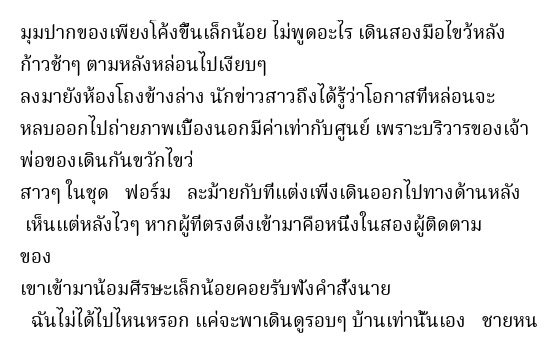 มุมปากของเพียงโค้งขึ้นเล็กน้อย ไม่พูดอะไร เดินสองมือไขว้หลัง
ก้าวช้าๆ ตามหลังหล่อนไปเงียบๆ
ลงมายังห้องโถงข้างล่าง นักข่าวสาวถึงได้รู้ว่าโอกาสที่หล่อนจะ
หลบออกไปถ่ายภาพเบื้องนอกมีค่าเท่ากับศูนย์ เพราะบริวารของเจ้า
พ่อของเดินกันขวักไขว่
สาวๆ ในชุด ฟอร์ม ละม้ายกับที่แต่งเพิ่งเดินออกไปทางด้านหลัง
เห็นแต่หลังไวๆ หากผู้ที่ตรงดิ่งเข้ามาคือหนึ่งในสองผู้ติดตาม
ของ
เขาเข้ามาน้อมศีรษะเล็กน้อยคอยรับฟังคำสั่งนาย
ฉันไม่ได้ไปไหนหรอก แค่จะพาเดินดูรอบๆ บ้านเท่านั้นเอง ชายหน